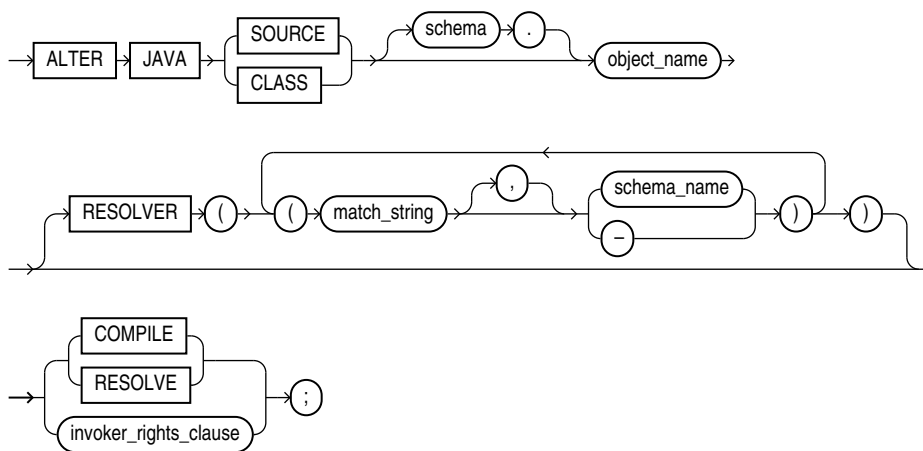 SOURCE schema .
ALTER JAVA object_name
CLASS
, schema_name
RESOLVER ( ( match_string ) )
–
COMPILE
RESOLVE ;
invoker_rights_clause